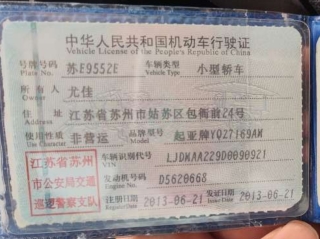 中华人民共和国机动车行驶证
Vehicle License of the People's Republic of China
号牌号码 苏E9552E 车辆类型 小型轿车
Plate No. Vehicle Type
所有人 尤佳
Owner
住址 江苏省苏州市姑苏区包衙前24号
Address
使用性质 非营运 品牌型号 起亚牌YQZ7169AM
Use Character Model
江苏省苏州
市公安局交通
巡逻警察支队
车辆识别代号 LJDKAA229D0090921
VIN
发动机号码 D5620668
Engine No.
注册日期 2013-06-21 发证日期 2013-06-21
Register Date Issue Date